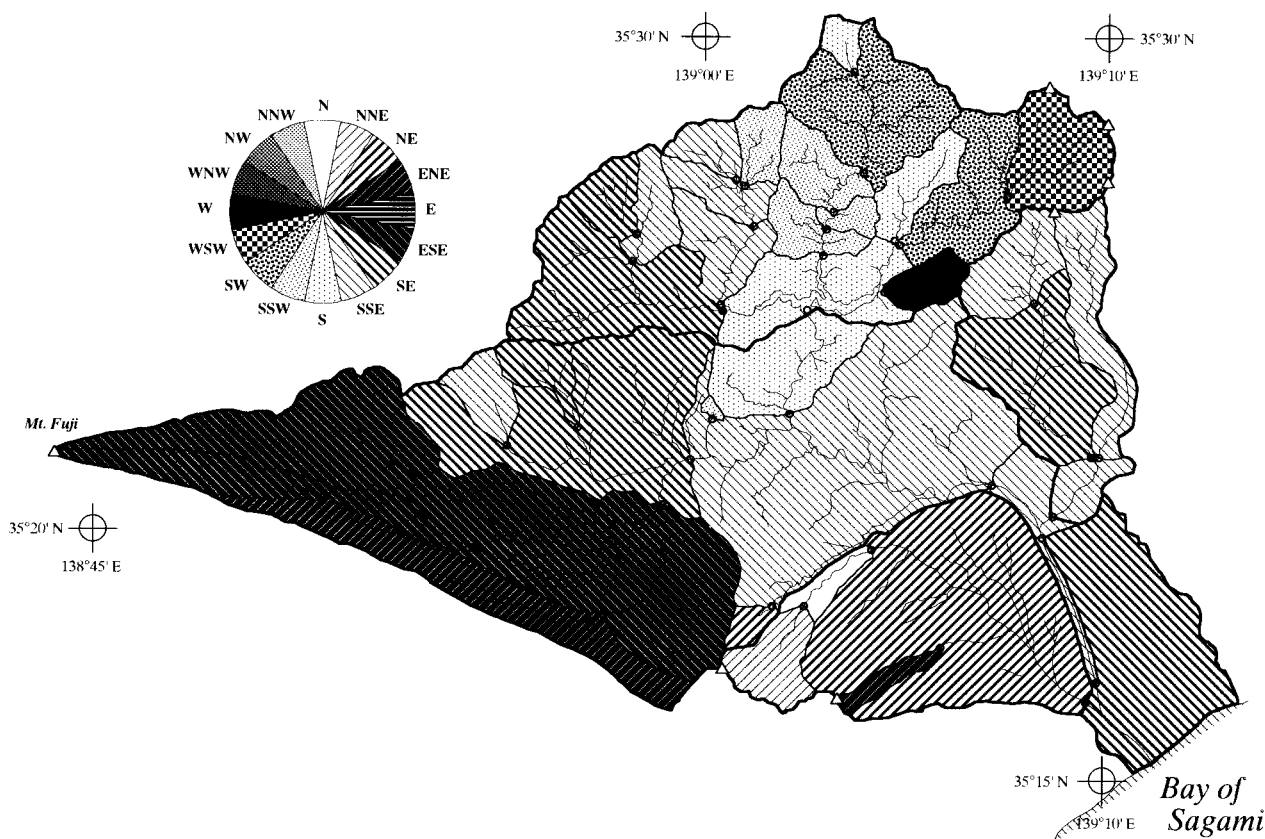 35°30' N
35°30' N
139°00' E
139°10' E
N
NNW
NNE
NW
NE
WNW
ENE
W
E
WSW
ESE
SW
SE
SSW
SSE
S
Mt. Fuji
35°20' N
138°45' E
35°15' N
139°10' E
Bay of
Sagami